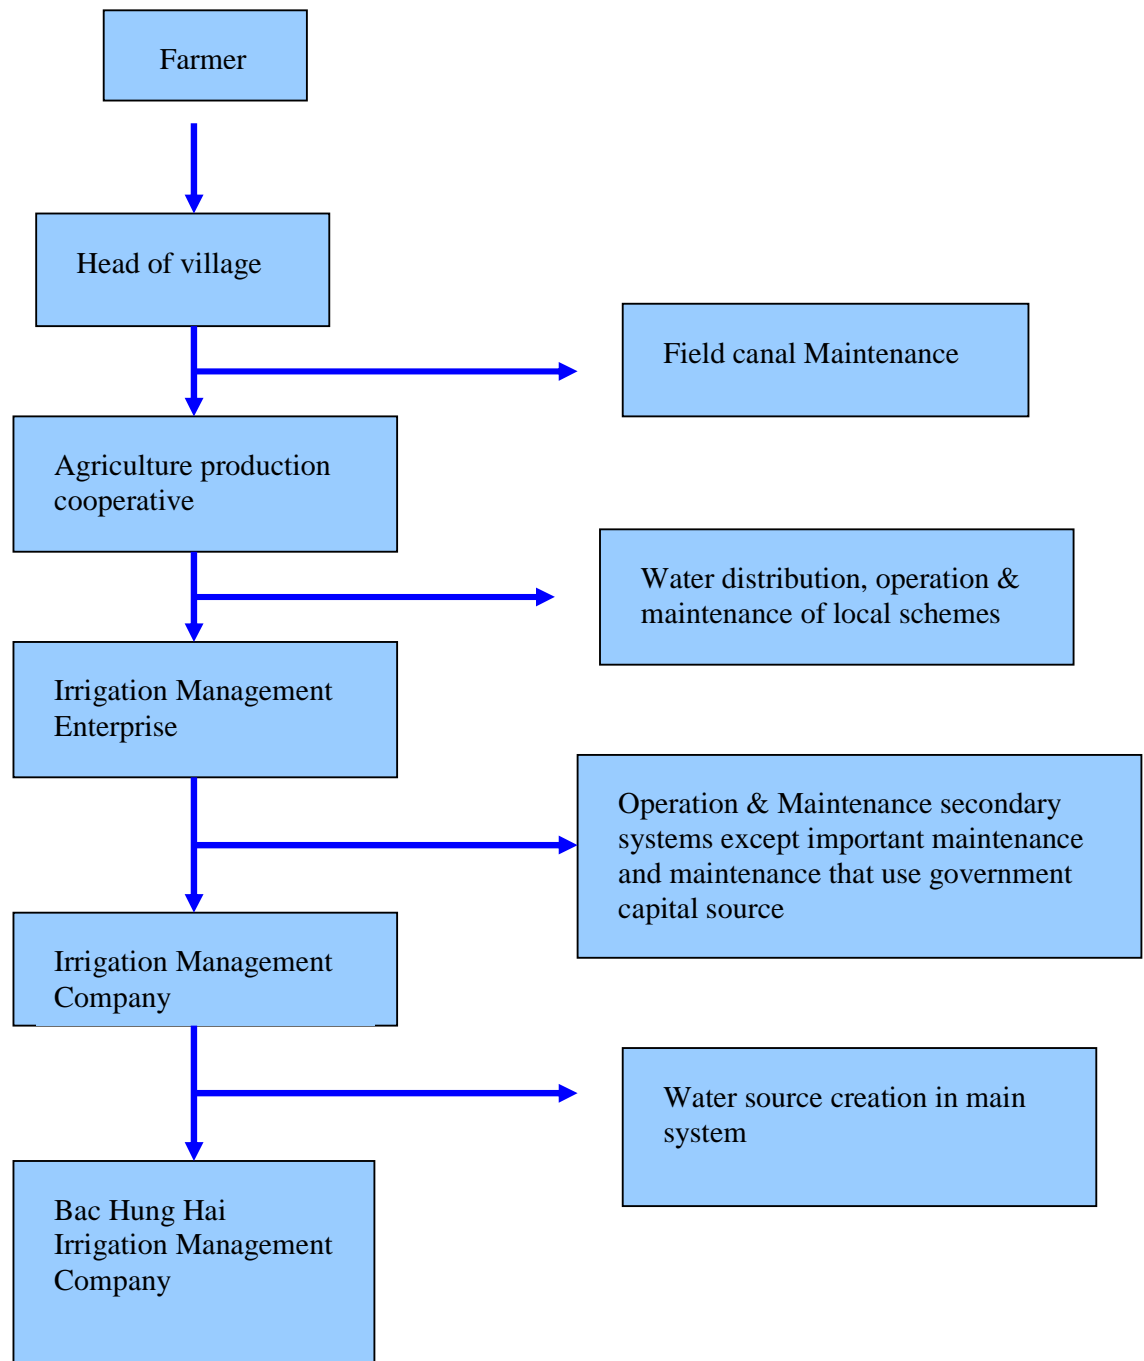 Farmer
Head of village
Field canal Maintenance
Agriculture production
cooperative
Water distribution, operation &
maintenance of local schemes
Irrigation Management
Enterprise
Operation & Maintenance secondary
systems except important maintenance
and maintenance that use government
capital source
Irrigation Management
Company
Water source creation in main
system
Bac Hung Hai
Irrigation Management
Company